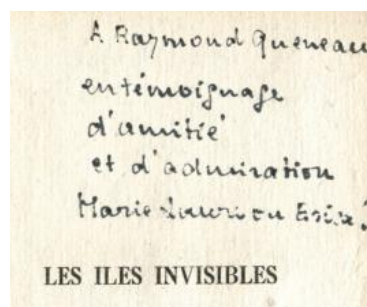 A Raymond Queneau
en témoignage
d'amitié
et d'admiration
Marie
LES ILES INVISIBLES